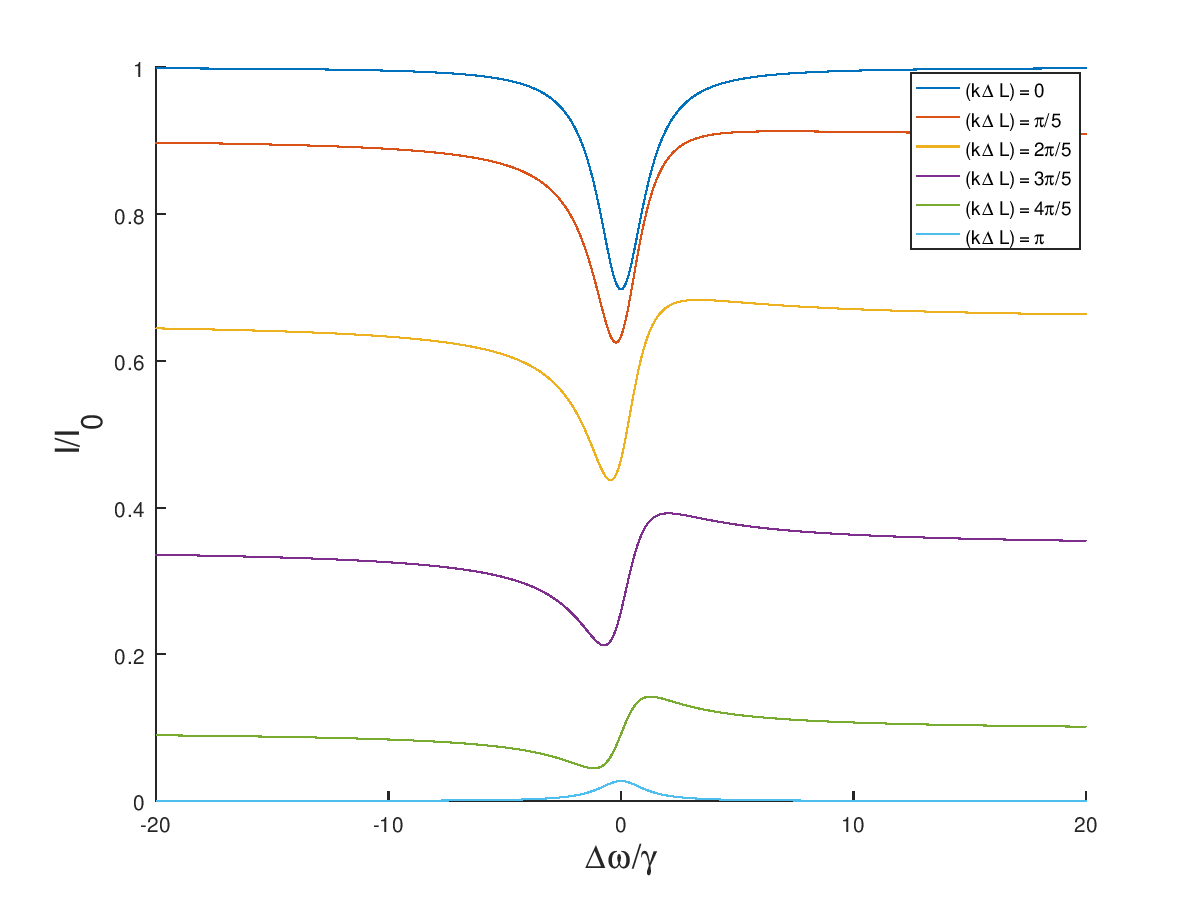 1
0.8
0.6
0.4
0.2
0
I/I0
-20
-10
0
10
20
Δω/γ
(kΔ L) = 0
(kΔ L) = π/5
(kΔ L) = 2π/5
(kΔ L) = 3π/5
(kΔ L) = 4π/5
(kΔ L) = π